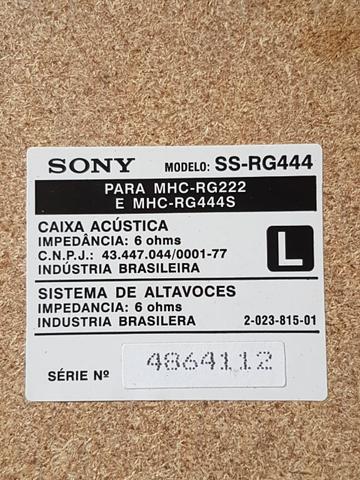 SONY MODELO: SS-RG444
PARA MHC-RG222
E MHC-RG444S
CAIXA ACÚSTICA
IMPEDÂNCIA: 6 ohms
C.N.P.J.: 43.447.044/0001-77
INDÚSTRIA BRASILEIRA
L
SISTEMA DE ALTAVOCES
IMPEDANCIA: 6 ohms
INDUSTRIA BRASILERA 2-023-815-01
SÉRIE Nº 4864112